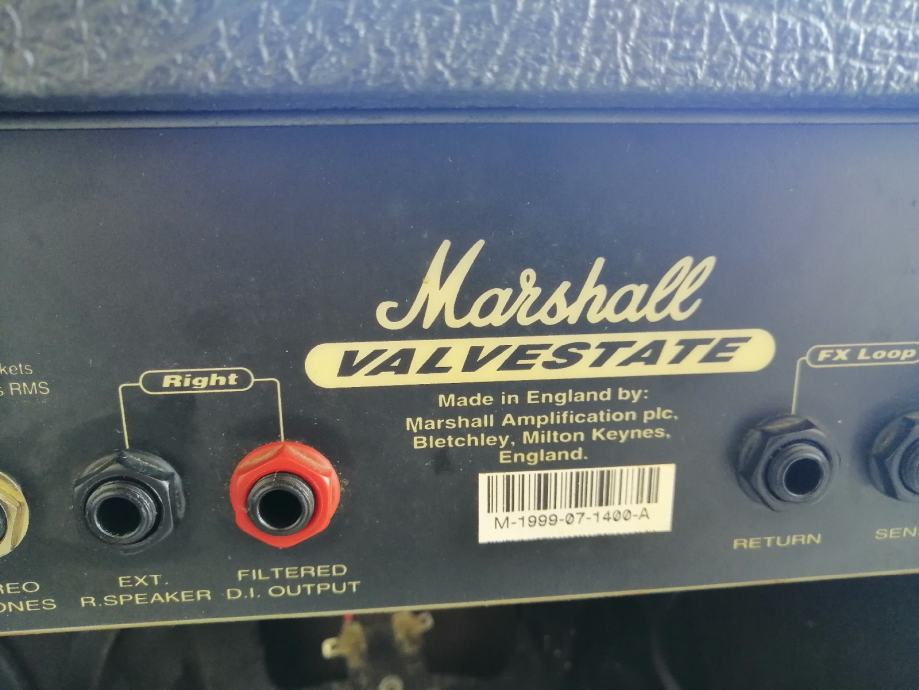 Marshall
VALVESTATE
Made in England by:
Marshall Amplification plc,
Bletchley, Milton Keynes,
England.
M-1999-07-1400-A
RMS
Right
EXT.
R.SPEAKER
FILTERED
D.I. OUTPUT
FX Loop
RETURN